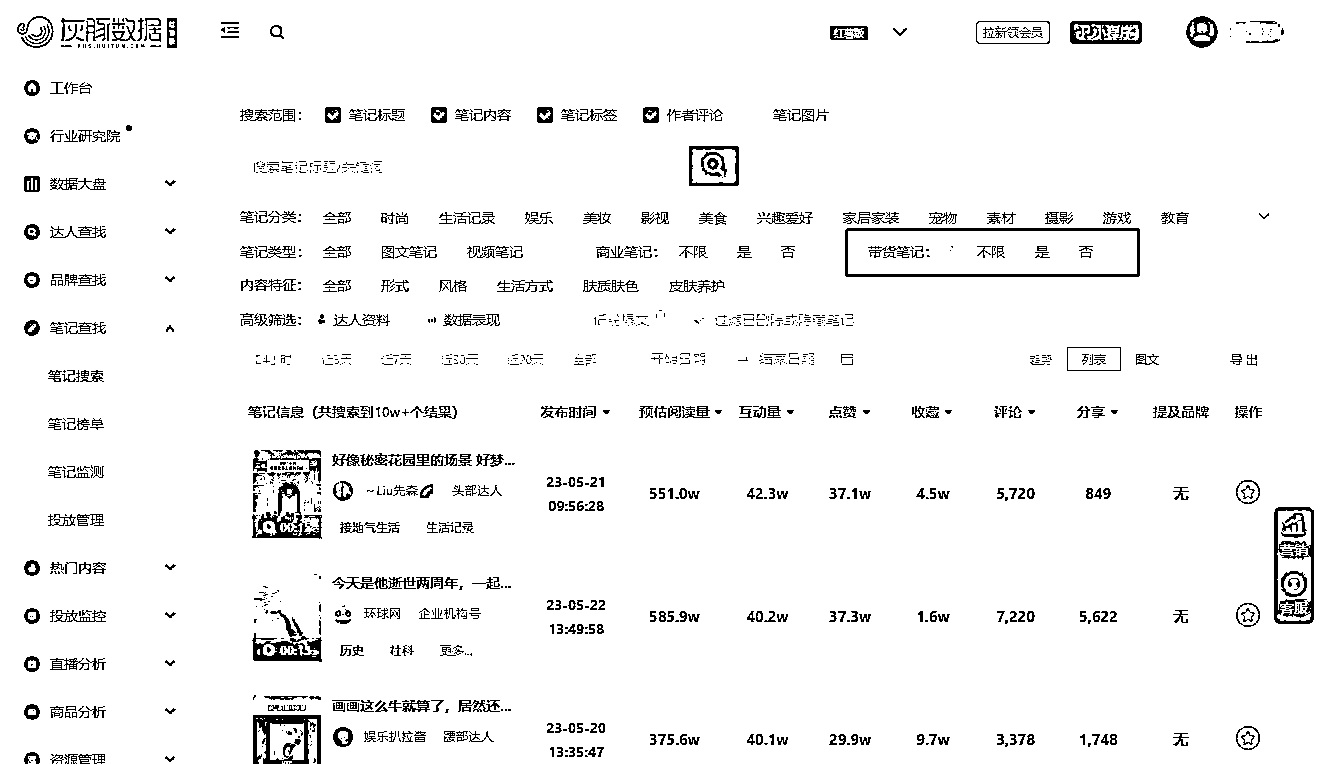 灰豚数据
XHS.HUITUN.COM
红薯版
拉新领会员
工作台
行业研究院
数据大盘
达人查找
品牌查找
笔记查找
笔记搜索
笔记榜单
笔记监测
投放管理
热门内容
投放监控
直播分析
商品分析
资源管理
搜索范围： 笔记标题 笔记内容 笔记标签 作者评论 笔记图片
搜索笔记标题/关键词
笔记分类： 全部 时尚 生活记录 娱乐 美妆 影视 美食 兴趣爱好 家居家装 宠物 素材 摄影 游戏 教育
笔记类型： 全部 图文笔记 视频笔记 商业笔记： 不限 是 否 带货笔记： 不限 是 否
内容特征： 全部 形式 风格 生活方式 肤质肤色 皮肤养护
高级筛选： 达人资料 数据表现 低粉爆文 过滤已删除或隐藏笔记
24小时 近3天 近7天 近30天 全部 开始日期 → 结束日期 列表 图文 导出
笔记信息（共搜索到10w+个结果） 发布时间 预估阅读量 互动量 点赞 收藏 评论 分享 提及品牌 操作
好像秘密花园里的场景 好梦...
~Liu先森 头部达人
接地气生活 生活记录
23-05-21 09:56:28 551.0w 42.3w 37.1w 4.5w 5,720 849 无
今天是他逝世两周年，一起...
环球网 企业机构号
历史 社科 更多...
23-05-22 13:49:58 585.9w 40.2w 37.3w 1.6w 7,220 5,622 无
画画这么牛就算了，居然还...
娱乐扒拉酱 腰部达人
23-05-20 13:35:47 375.6w 40.1w 29.9w 9.7w 3,378 1,748 无
营销
客服